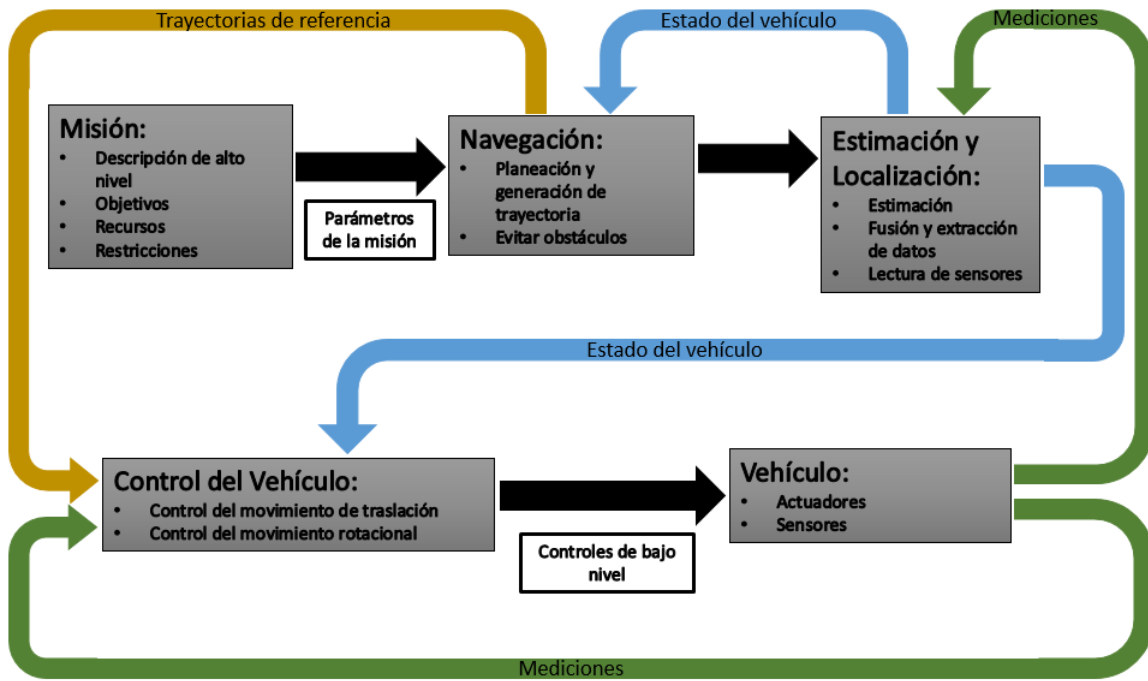 Trayectorias de referencia
Estado del vehículo
Mediciones
Misión:
• Descripción de alto
nivel
• Objetivos
• Recursos
• Restricciones
Parámetros
de la misión
Navegación:
• Planeación y
generación de
trayectoria
• Evitar obstáculos
Estimación y
Localización:
• Estimación
• Fusión y extracción
de datos
• Lectura de sensores
Estado del vehículo
Control del Vehículo:
• Control del movimiento de traslación
• Control del movimiento rotacional
Controles de bajo
nivel
Vehículo:
• Actuadores
• Sensores
Mediciones